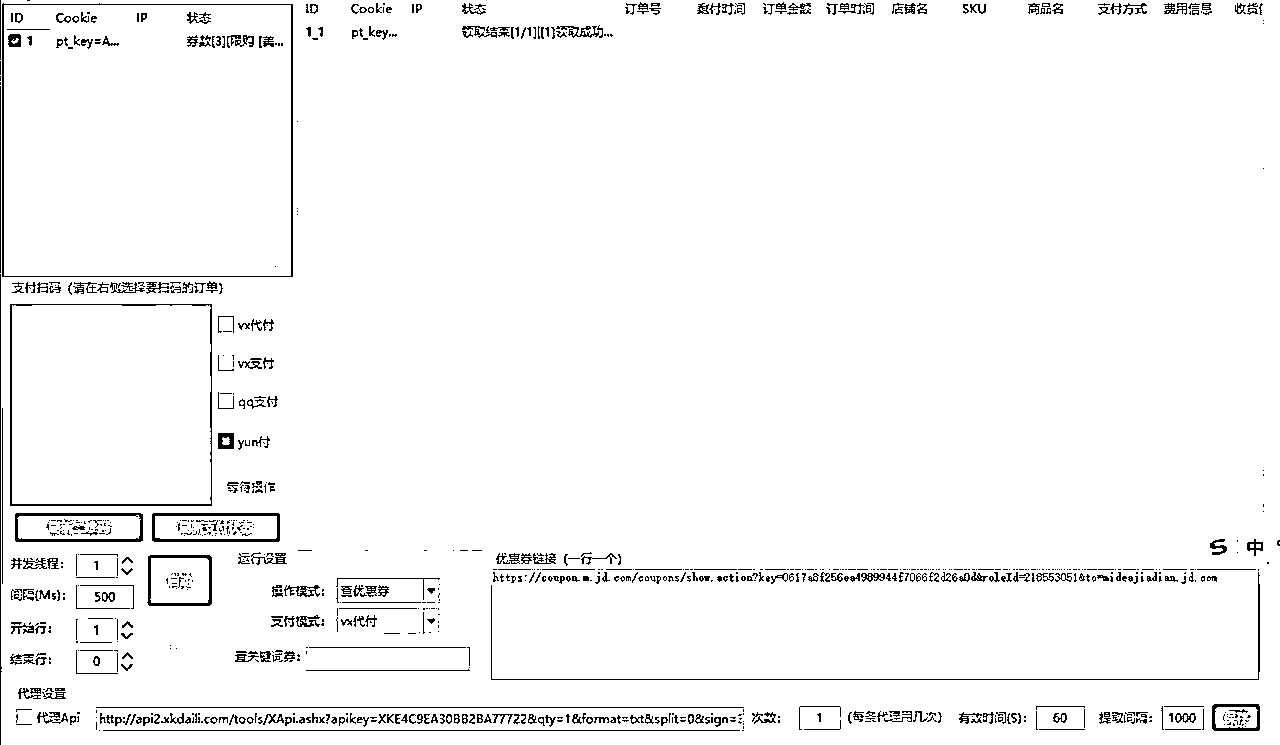 ID Cookie IP 状态
1 pt_key=A... 券数[3][限购 [美...
ID Cookie IP 状态 订单号 返付时间 订单金额 订单时间 店铺名 SKU 商品名 支付方式 费用信息 收货
1_1 pt_key... 领取结束[1/1]|[1]领取成功...
支付扫码（请在右侧选择要扫码的订单）
vx代付
vx支付
qq支付
yun付
等待操作
并发线程: 1
间隔(Ms): 500
开始行: 1
结束行: 0
运行设置
操作模式: 查优惠券
支付模式: vx代付
查关键词券:
优惠券链接（一行一个）
https://coupon.m.jd.com/coupons/show.action?key=0617a8f256ea4989944f7066f2d26a0d&roleId=218553051&to=mideajiadian.jd.com
S 中
代理设置
代理Api http://api2.xkdaili.com/tools/XApi.ashx?apikey=XKE4C9EA30BB2BA77722&qty=1&format=txt&split=0&sign= 次数: 1 (每条代理用几次) 有效时间(S): 60 提取间隔: 1000 保存